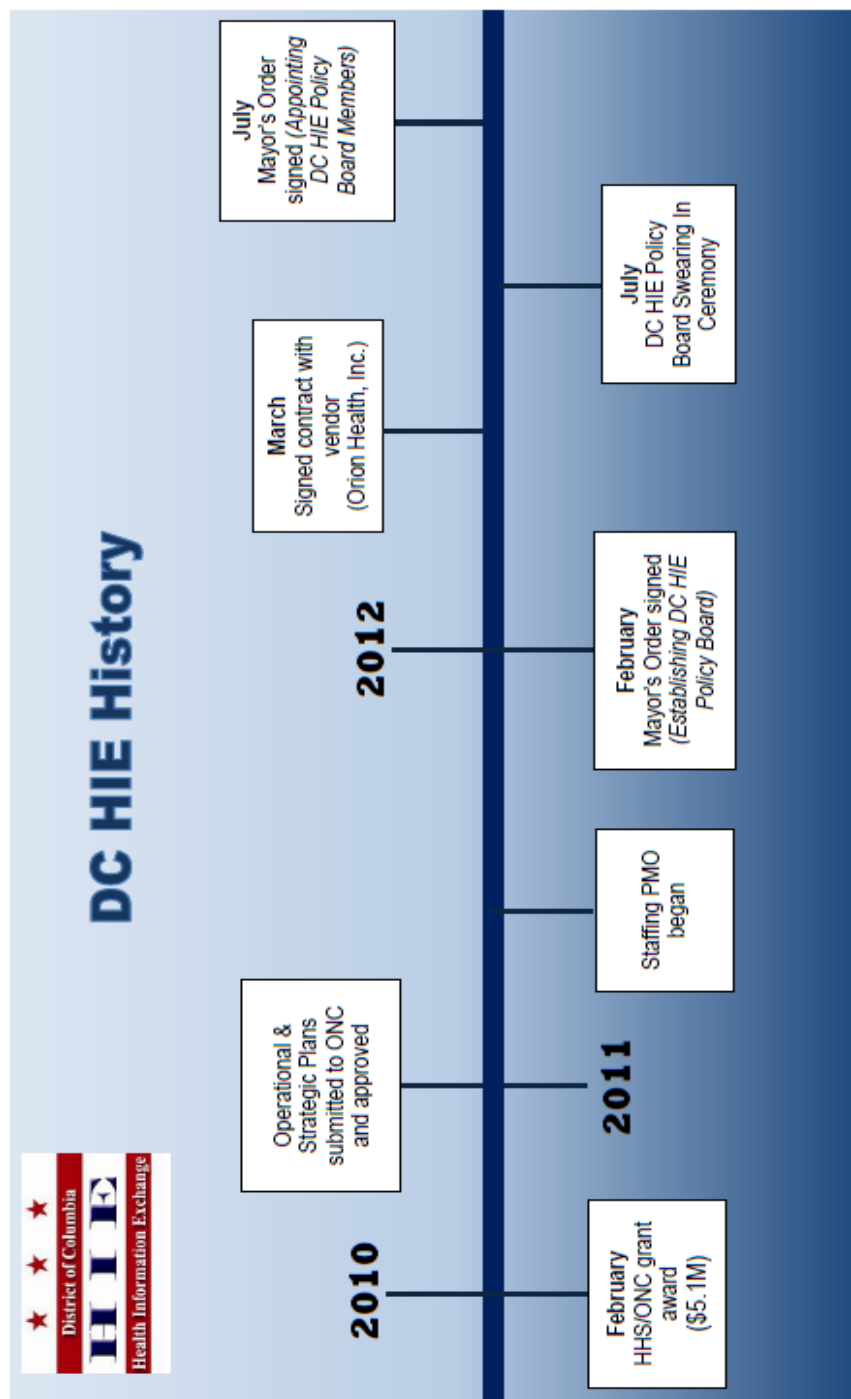 District of Columbia
H I E
Health Information Exchange
DC HIE History
2010
February
HHS/ONC grant
award
($5.1M)
Operational &
Strategic Plans
submitted to ONC
and approved
2011
Staffing PMO
began
2012
February
Mayor's Order signed
(Establishing DC HIE
Policy Board)
March
Signed contract with
vendor
(Orion Health, Inc.)
July
DC HIE Policy
Board Swearing In
Ceremony
July
Mayor's Order
signed (Appointing
DC HIE Policy
Board Members)